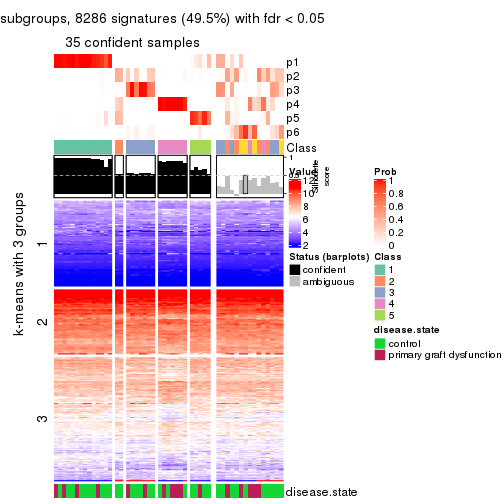 subgroups, 8286 signatures (49.5%) with fdr < 0.05
35 confident samples
p1
p2
p3
p4
p5
p6
Class
1
0
Silhouette
score
k-means with 3 groups
1
2
3
disease.state
Value
12
10
8
6
4
2
Prob
1
0.8
0.6
0.4
0.2
0
Status (barplots)
confident
ambiguous
Class
1
2
3
4
5
disease.state
control
primary graft dysfunction